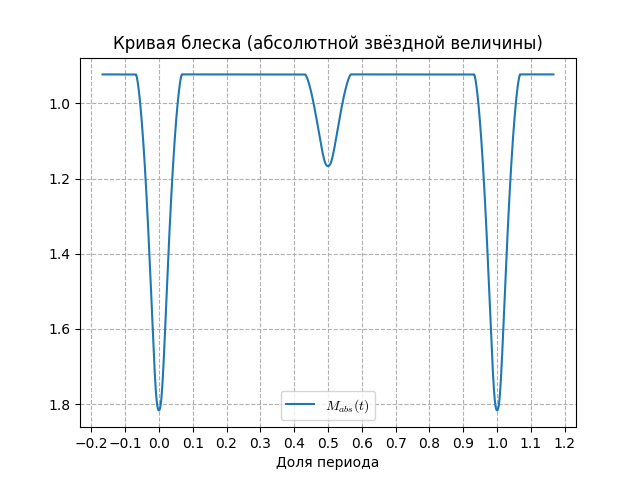 Кривая блеска (абсолютной звёздной величины)
1.0
1.2
1.4
1.6
1.8
M_abs(t)
−0.2 −0.1 0.0 0.1 0.2 0.3 0.4 0.5 0.6 0.7 0.8 0.9 1.0 1.1 1.2
Доля периода